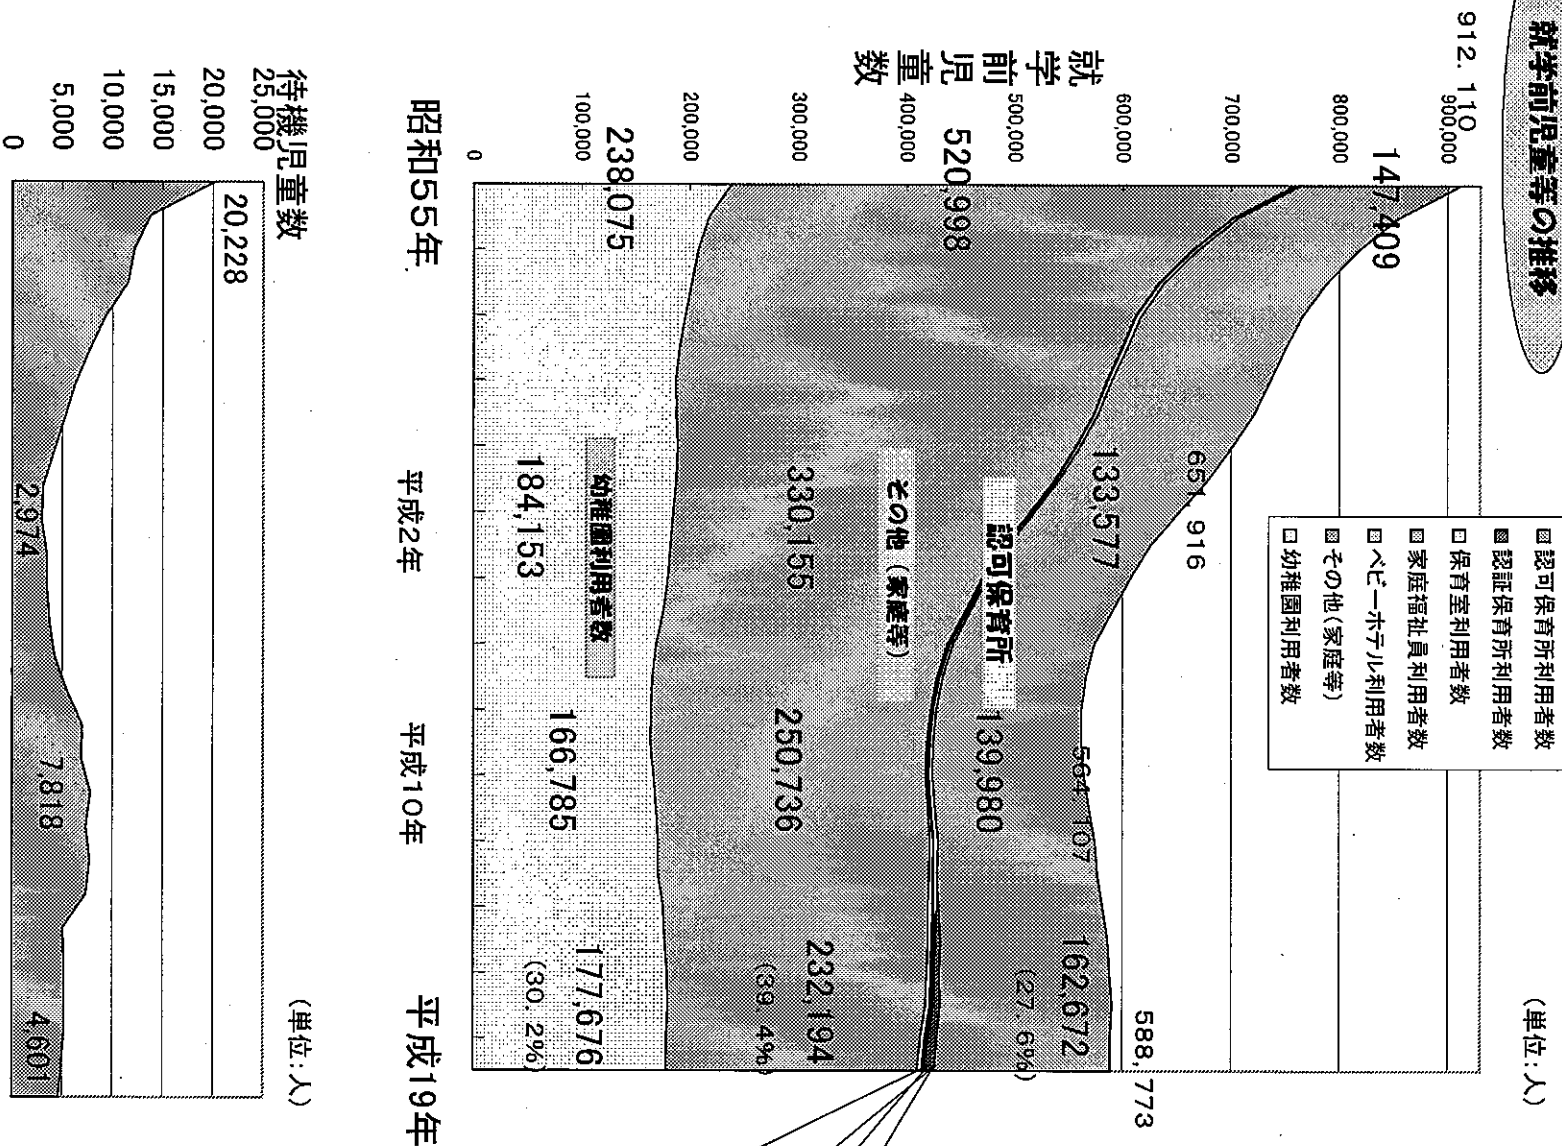 就学前児童等の推移
(単位:人)
912. 110
900,000
800,000
700,000
600,000
500,000
400,000
300,000
200,000
100,000
0
就学前児童数
認可保育所利用者数
認証保育所利用者数
保育室利用者数
家庭福祉員利用者数
ベビーホテル利用者数
その他(家庭等)
幼稚園利用者数
147,409
520,998
238,075
651, 916
133,577
認可保育所
その他（家庭等）
330,155
幼稚園利用者数
184,153
564, 107
139,980
250,736
166,785
588, 773
162,672
(27. 6%)
232,194
(39. 4%)
177,676
(30. 2%)
昭和55年
平成2年
平成10年
平成19年
待機児童数
(単位:人)
25,000
20,000
15,000
10,000
5,000
0
20,228
2,974
7,818
4,601